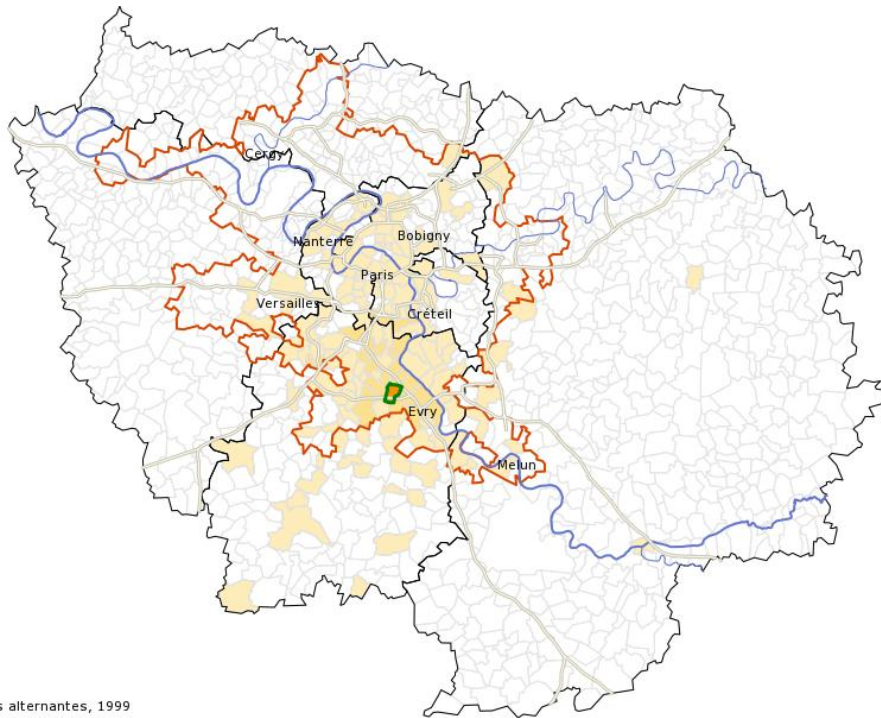 Cergy
Nanterre
Bobigny
Paris
Versailles
Créteil
Evry
Melun
s alternantes, 1999